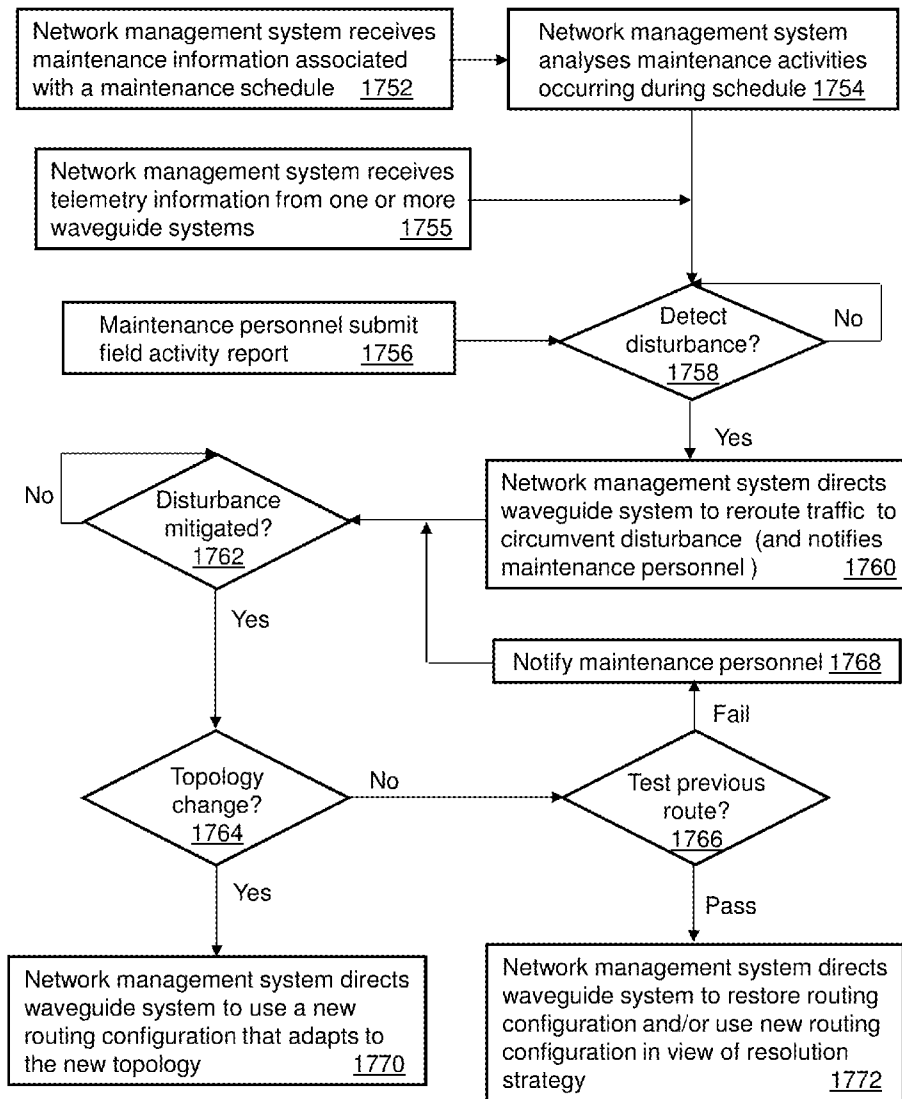 Network management system receives
maintenance information associated
with a maintenance schedule 1752
Network management system
analyses maintenance activities
occurring during schedule 1754
Network management system receives
telemetry information from one or more
waveguide systems 1755
Maintenance personnel submit
field activity report 1756
Detect
disturbance?
1758
No
Yes
Network management system directs
waveguide system to reroute traffic to
circumvent disturbance (and notifies
maintenance personnel ) 1760
No
Disturbance
mitigated?
1762
Yes
Notify maintenance personnel 1768
Fail
Topology
change?
1764
No
Test previous
route?
1766
Yes
Pass
Network management system directs
waveguide system to use a new
routing configuration that adapts to
the new topology 1770
Network management system directs
waveguide system to restore routing
configuration and/or use new routing
configuration in view of resolution
strategy 1772